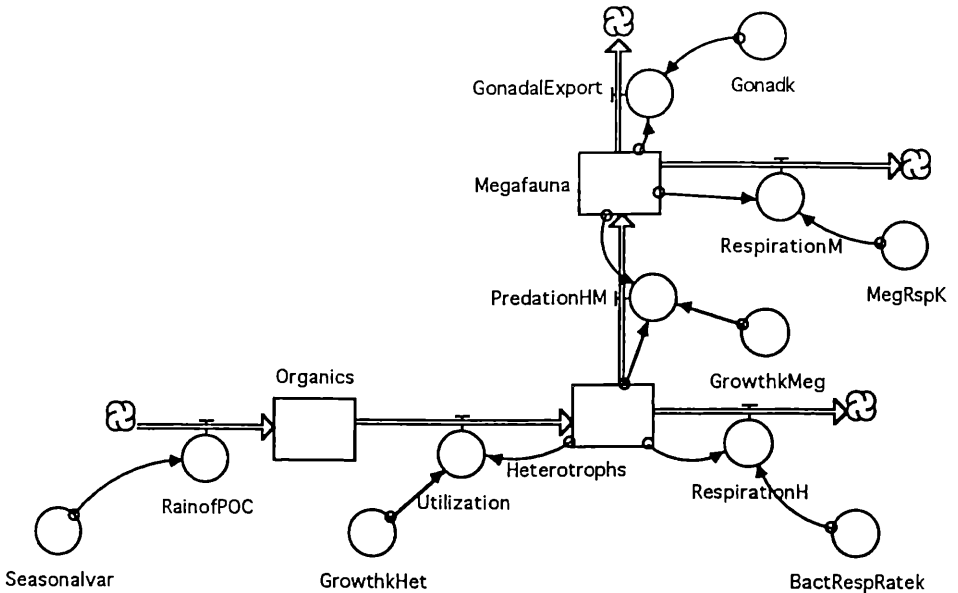 GonadalExport
Gonadk
Megafauna
RespirationM
MegRspK
PredationHM
GrowthkMeg
Organics
Heterotrophs
RespirationH
RainofPOC
Utilization
Seasonalvar
GrowthkHet
BactRespRatek